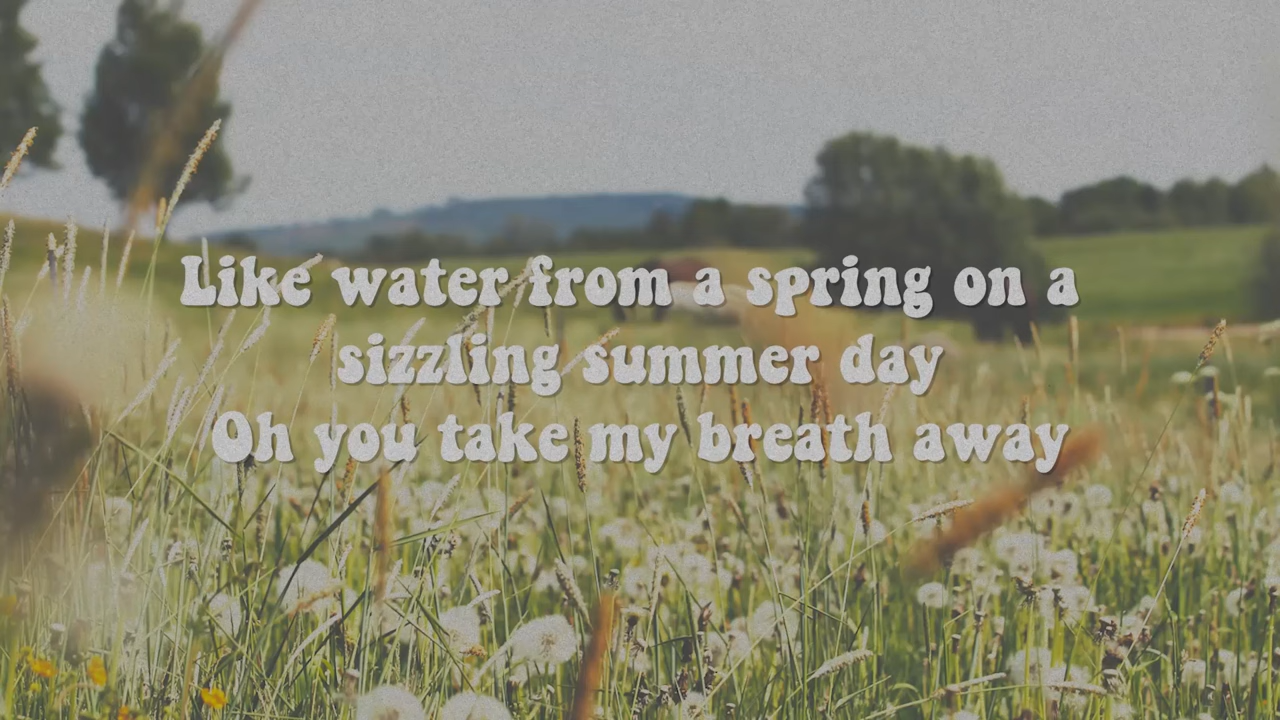 Like water from a spring on a
sizzling summer day
Oh you take my breath away